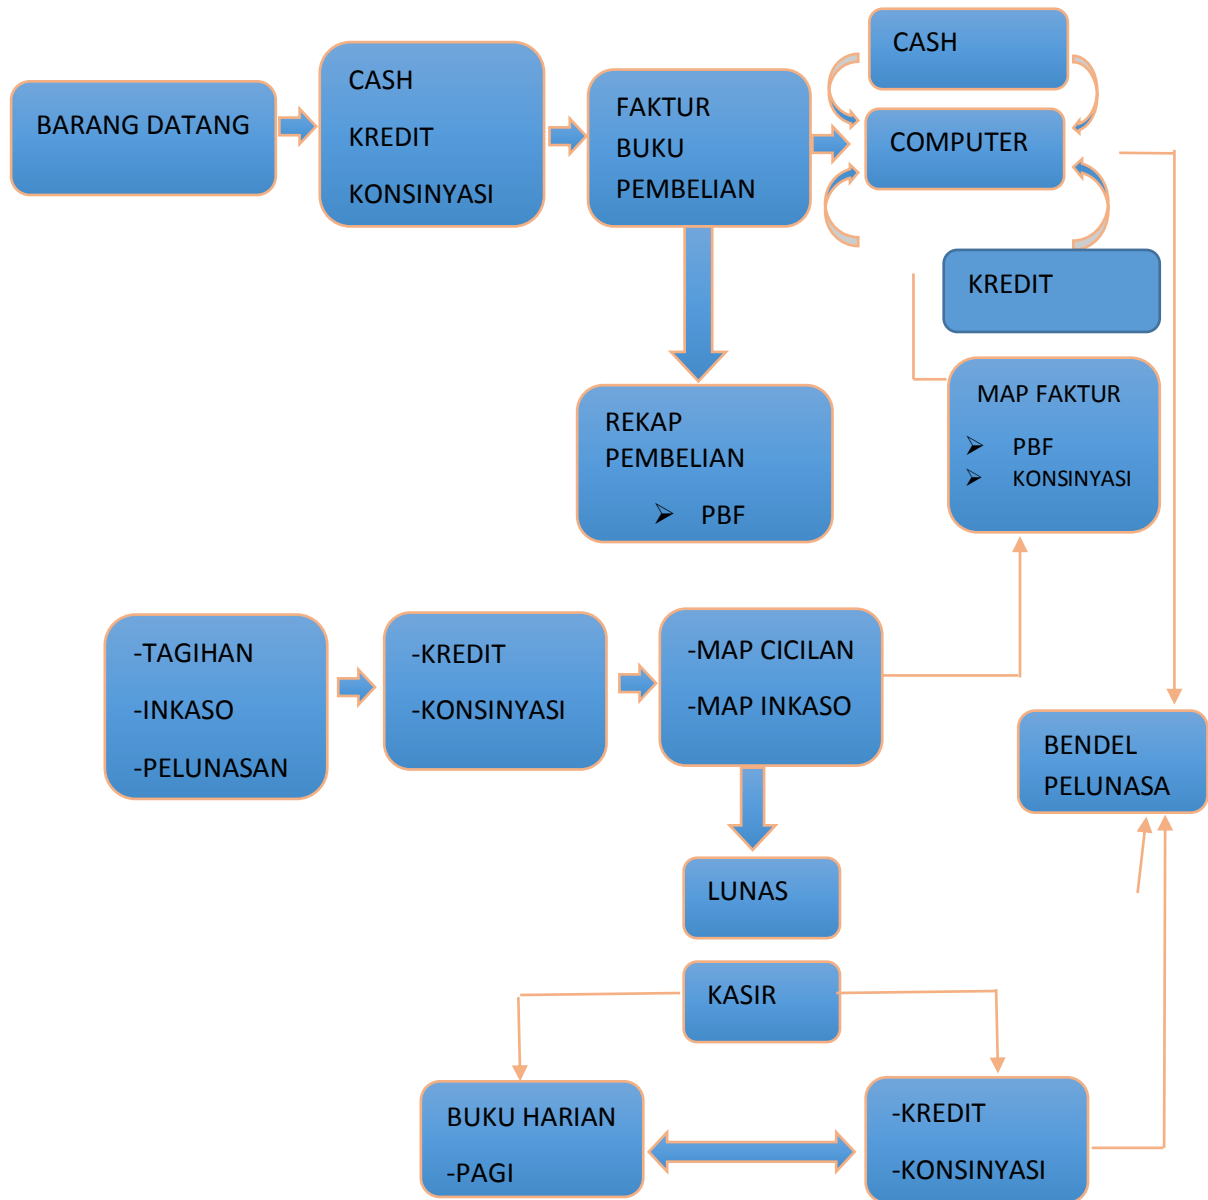 BARANG DATANG
CASH
KREDIT
KONSINYASI
FAKTUR
BUKU
PEMBELIAN
CASH
COMPUTER
KREDIT
MAP FAKTUR
➢ PBF
➢ KONSINYASI
REKAP
PEMBELIAN
➢ PBF
-TAGIHAN
-INKASO
-PELUNASAN
-KREDIT
-KONSINYASI
-MAP CICILAN
-MAP INKASO
BENDEL
PELUNASA
LUNAS
KASIR
BUKU HARIAN
-PAGI
-KREDIT
-KONSINYASI